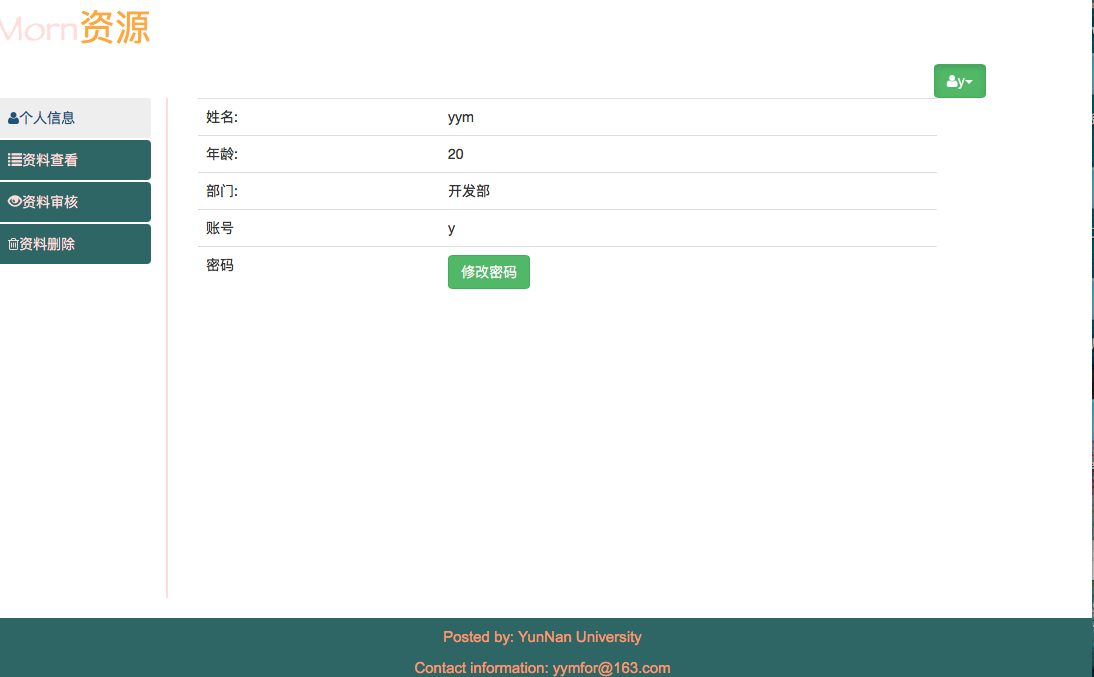 Morn资源
y
个人信息
资料查看
资料审核
资料删除
姓名: yym
年龄: 20
部门: 开发部
账号 y
密码 修改密码
Posted by: YunNan University
Contact information: yymfor@163.com